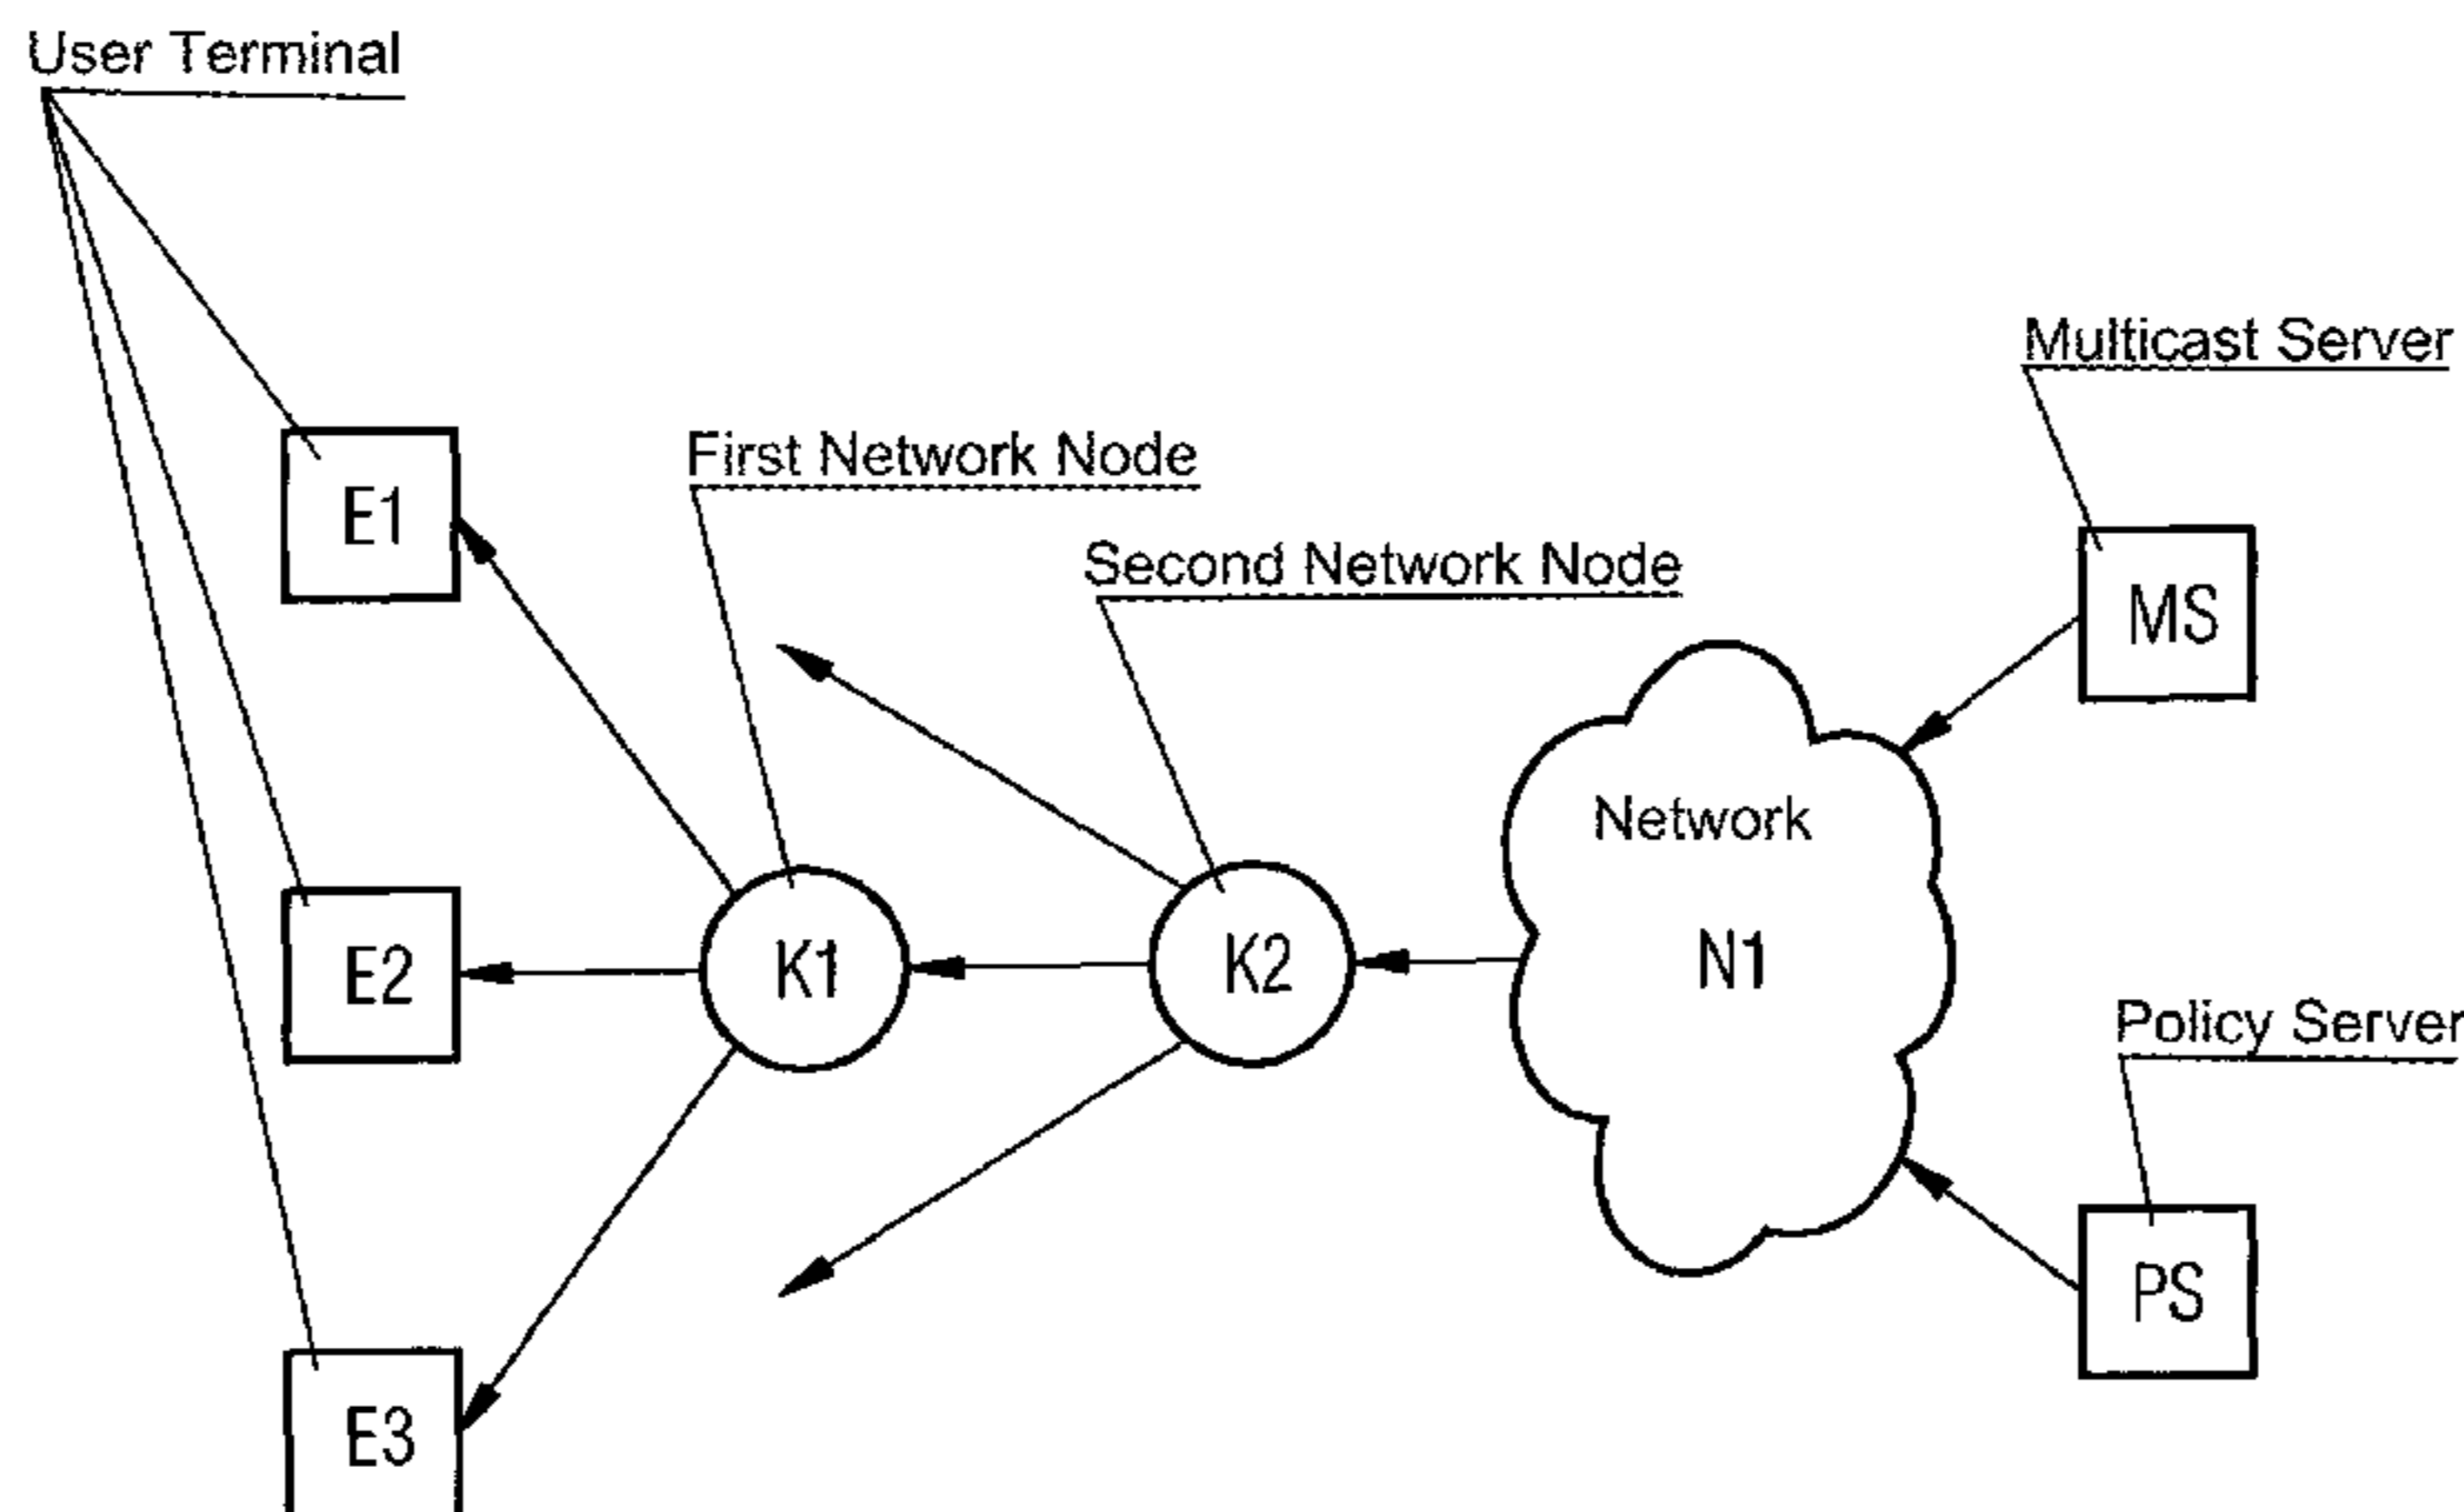 User Terminal
Multicast Server
First Network Node
E1
Second Network Node
MS
Network
E2
K1
K2
N1
Policy Server
PS
E3